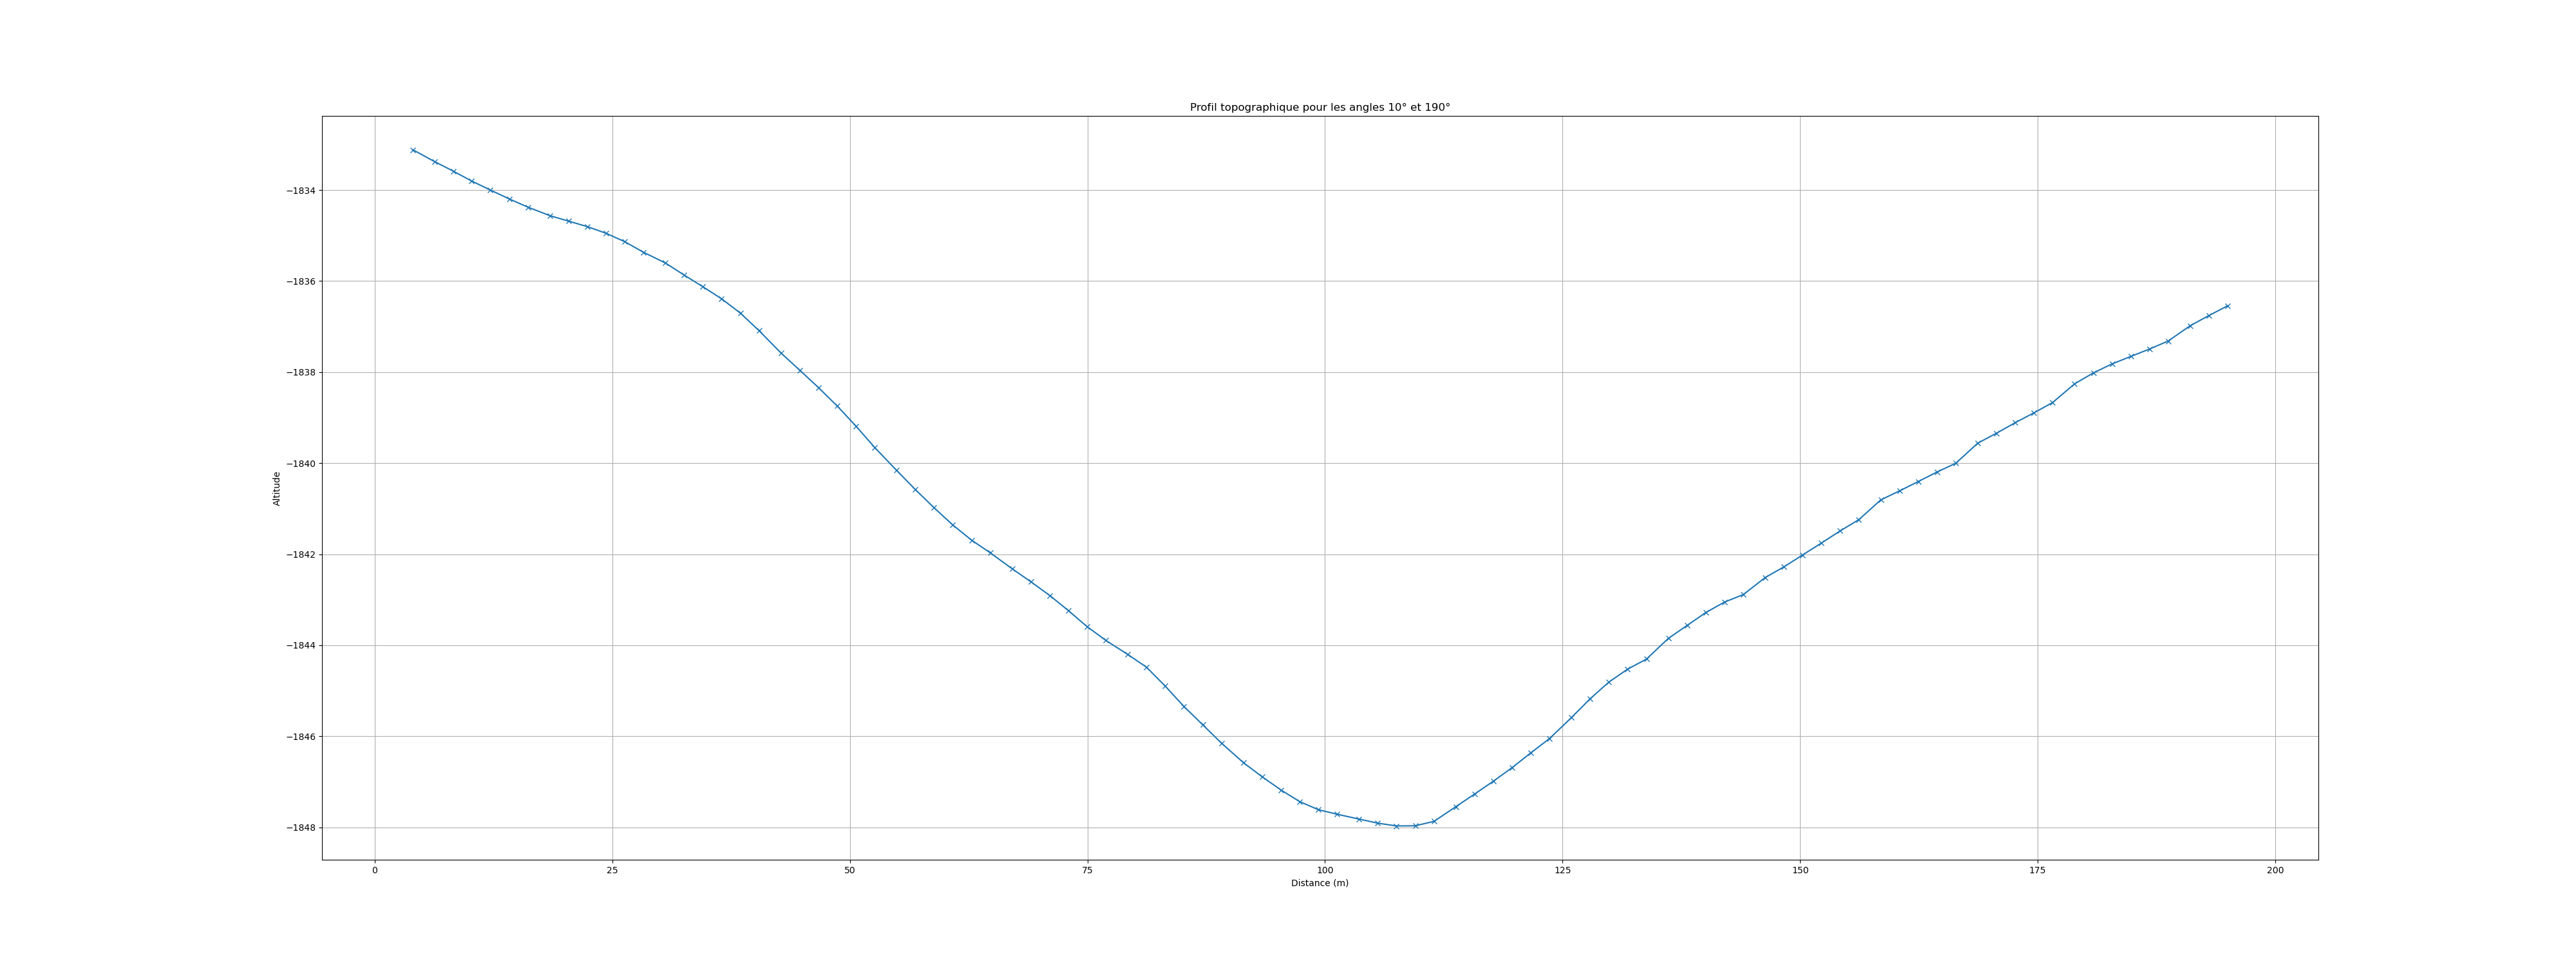 Profil topographique pour les angles 10° et 190°
−1834
−1836
−1838
−1840
−1842
−1844
−1846
−1848
Altitude
0 25 50 75 100 125 150 175 200
Distance (m)